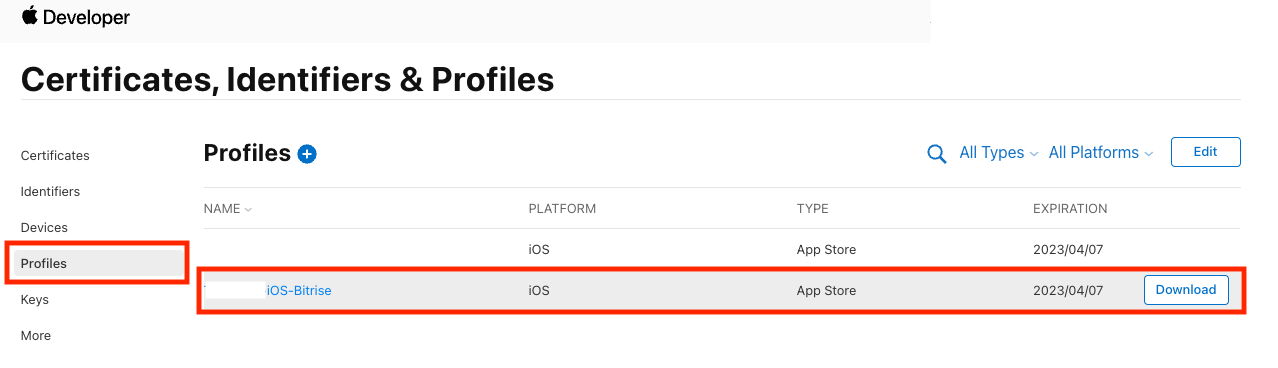 Developer
Certificates, Identifiers & Profiles
Certificates
Identifiers
Devices
Profiles
Keys
More
Profiles
All Types
All Platforms
Edit
NAME PLATFORM TYPE EXPIRATION
iOS App Store 2023/04/07
iOS-Bitrise iOS App Store 2023/04/07 Download